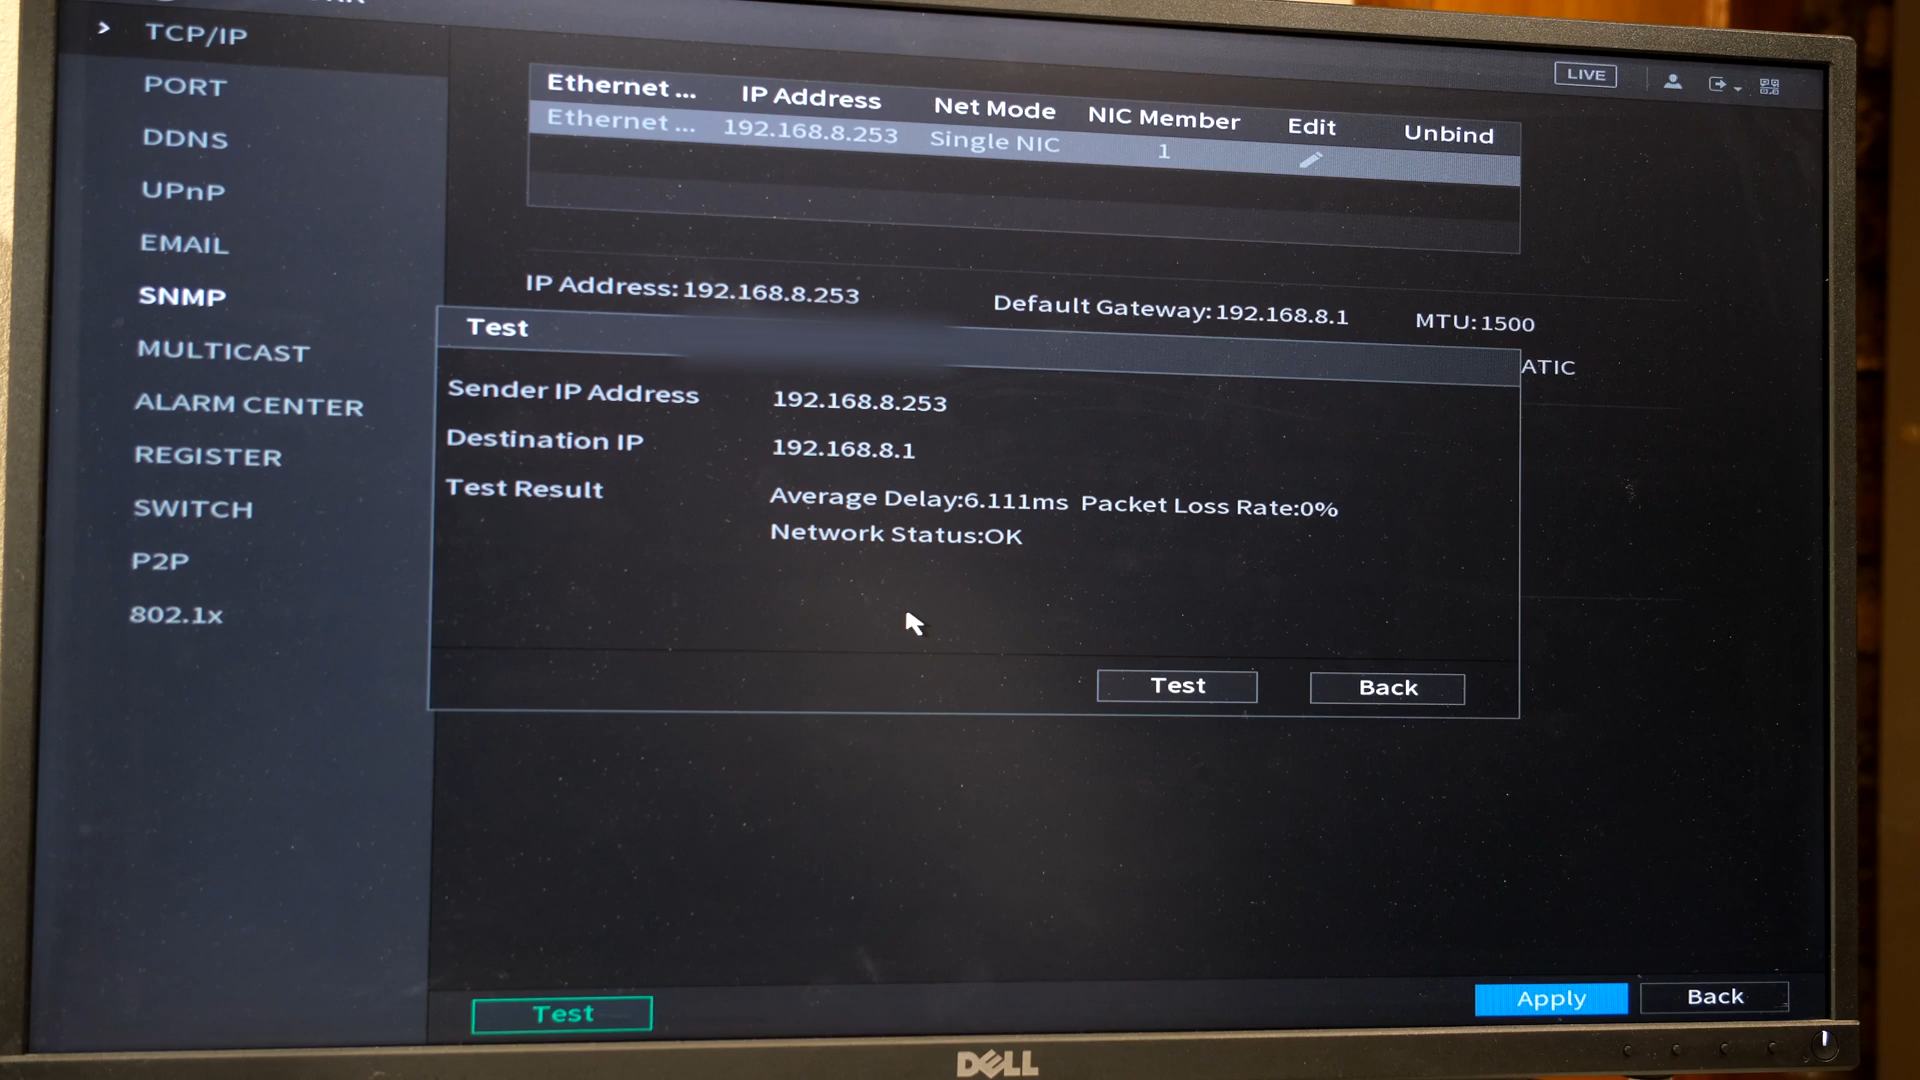 TCP/IP
PORT
DDNS
UPnP
EMAIL
SNMP
MULTICAST
ALARM CENTER
REGISTER
SWITCH
P2P
802.1x
LIVE
Ethernet ... IP Address Net Mode NIC Member Edit Unbind
Ethernet ... 192.168.8.253 Single NIC 1
IP Address:192.168.8.253 Default Gateway:192.168.8.1 MTU:1500
ATIC
Test
Sender IP Address 192.168.8.253
Destination IP 192.168.8.1
Test Result Average Delay:6.111ms Packet Loss Rate:0%
Network Status:OK
Test Back
Test Apply Back
DELL